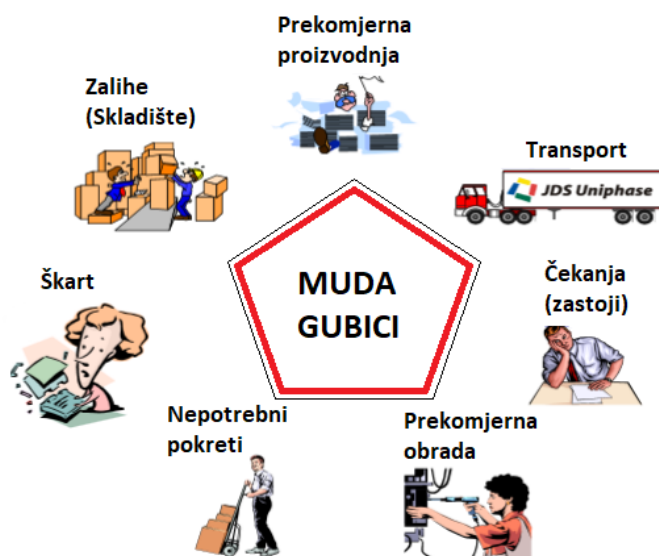 Prekomjerna
proizvodnja
Zalihe
(Skladište)
Transport
JDS Uniphase
Škart
MUDA
GUBICI
Čekanja
(zastoji)
Nepotrebni
pokreti
Prekomjerna
obrada